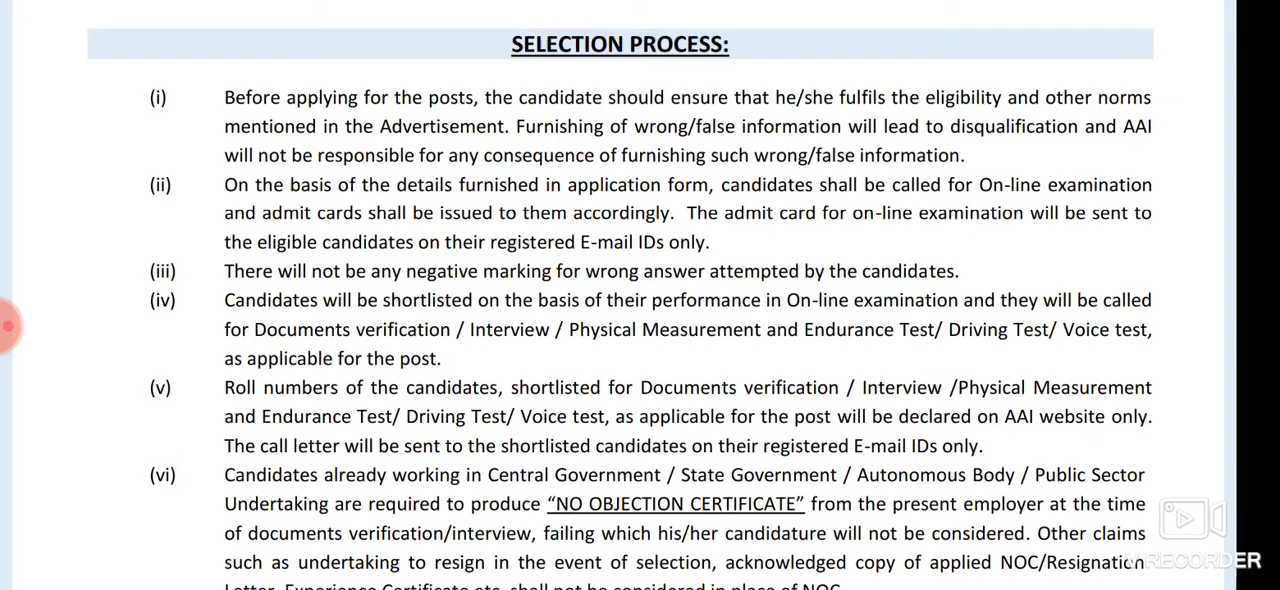 SELECTION PROCESS:
(i) Before applying for the posts, the candidate should ensure that he/she fulfils the eligibility and other norms
mentioned in the Advertisement. Furnishing of wrong/false information will lead to disqualification and AAI
will not be responsible for any consequence of furnishing such wrong/false information.
(ii) On the basis of the details furnished in application form, candidates shall be called for On-line examination
and admit cards shall be issued to them accordingly. The admit card for on-line examination will be sent to
the eligible candidates on their registered E-mail IDs only.
(iii) There will not be any negative marking for wrong answer attempted by the candidates.
(iv) Candidates will be shortlisted on the basis of their performance in On-line examination and they will be called
for Documents verification / Interview / Physical Measurement and Endurance Test/ Driving Test/ Voice test,
as applicable for the post.
(v) Roll numbers of the candidates, shortlisted for Documents verification / Interview /Physical Measurement
and Endurance Test/ Driving Test/ Voice test, as applicable for the post will be declared on AAI website only.
The call letter will be sent to the shortlisted candidates on their registered E-mail IDs only.
(vi) Candidates already working in Central Government / State Government / Autonomous Body / Public Sector
Undertaking are required to produce “NO OBJECTION CERTIFICATE” from the present employer at the time
of documents verification/interview, failing which his/her candidature will not be considered. Other claims
such as undertaking to resign in the event of selection, acknowledged copy of applied NOC/Resignation
Letter, Experience Certificate etc. shall not be considered in place of NOC.
V RECORDER